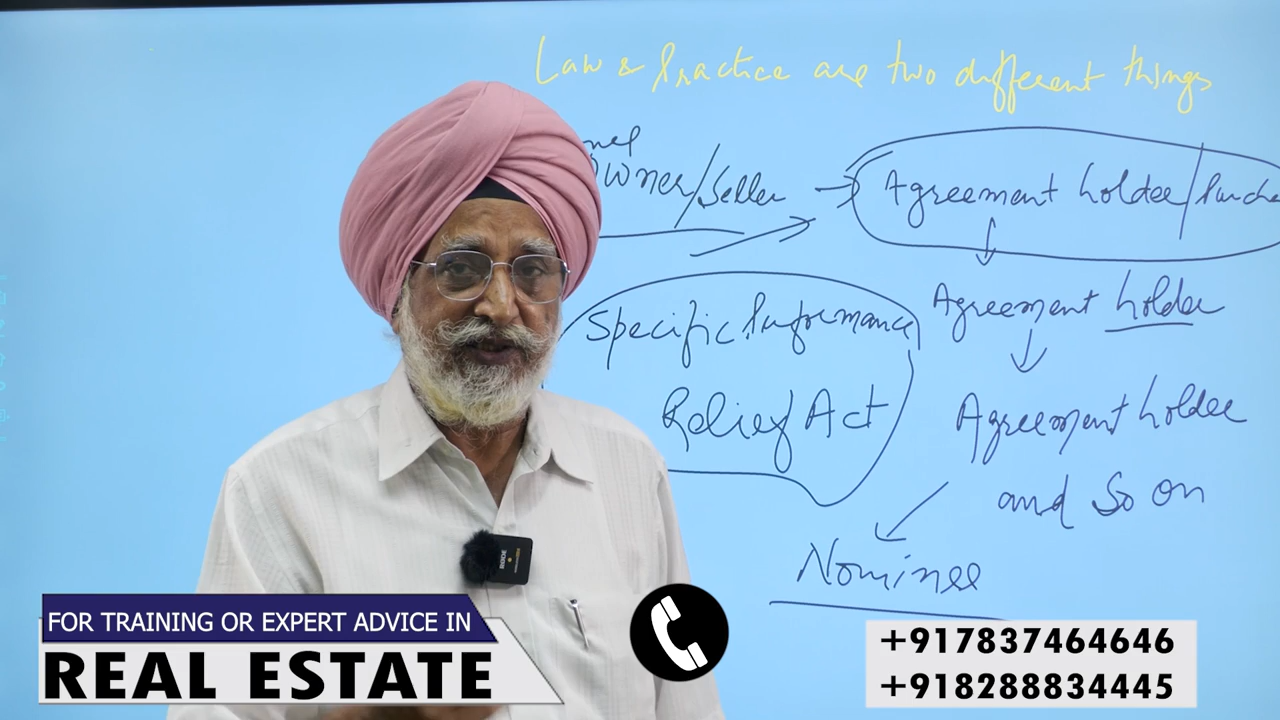 Law & Practice are two different things
Owner/Seller → Agreement holder/
Agreement holder
Specific Performance
Relief Act
Agreement holder
and So on
Nominee
RODE
FOR TRAINING OR EXPERT ADVICE IN
REAL ESTATE
+917837464646
+918288834445